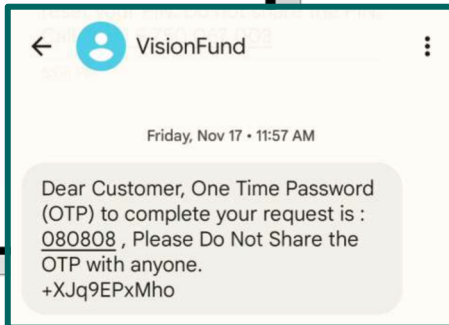 VisionFund
Friday, Nov 17 • 11:57 AM
Dear Customer, One Time Password
(OTP) to complete your request is :
080808 , Please Do Not Share the
OTP with anyone.
+XJq9EPxMho